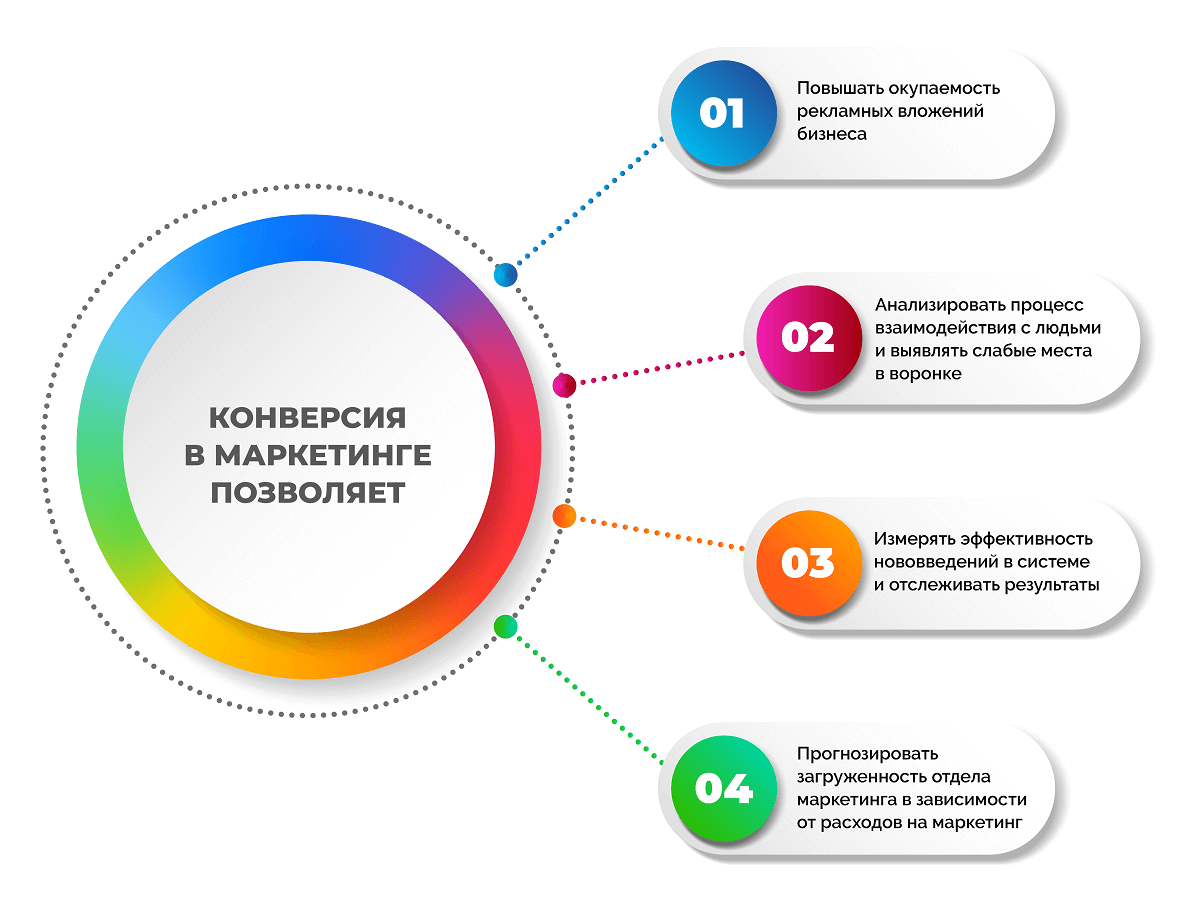 КОНВЕРСИЯ
В МАРКЕТИНГЕ
ПОЗВОЛЯЕТ
01
Повышать окупаемость
рекламных вложений
бизнеса
02
Анализировать процесс
взаимодействия с людьми
и выявлять слабые места
в воронке
03
Измерять эффективность
нововведений в системе
и отслеживать результаты
04
Прогнозировать
загруженность отдела
маркетинга в зависимости
от расходов на маркетинг